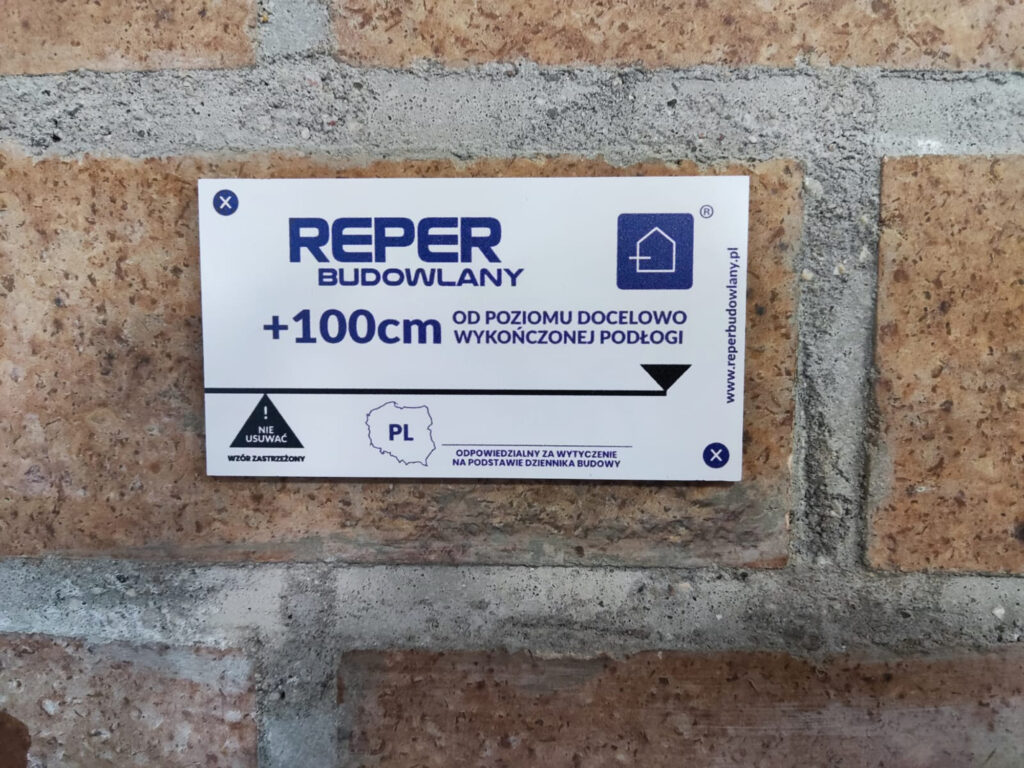 X
REPER
BUDOWLANY
®
+100cm
OD POZIOMU DOCELOWO
WYKOŃCZONEJ PODŁOGI
www.reperbudowlany.pl
!
NIE
USUWAĆ
WZÓR ZASTRZEŻONY
PL
ODPOWIEDZIALNY ZA WYTYCZENIE
NA PODSTAWIE DZIENNIKA BUDOWY
X